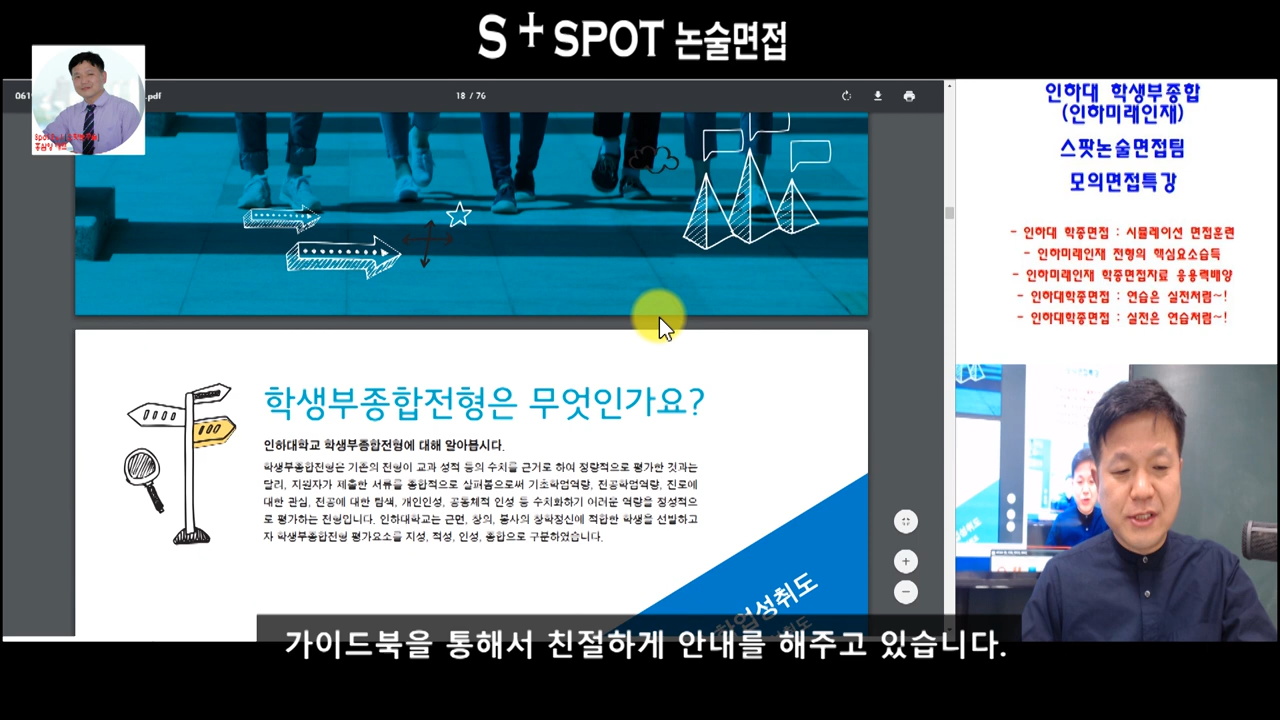 S + SPOT 논술면접
.pdf
18 / 76
인하대 학생부종합
(인하미래인재)
스팟논술면접팀
모의면접특강
- 인하대 학종면접 : 시뮬레이션 면접훈련
- 인하미래인재 전형의 핵심요소습득
- 인하미래인재 학종면접자료 응용력배양
- 인하대학종면접 : 연습은 실전처럼~!
- 인하대학종면접 : 실전은 연습처럼~!
학생부종합전형은 무엇인가요?
인하대학교 학생부종합전형에 대해 알아봅시다.
학생부종합전형은 기존의 전형이 교과 성적 등의 수치를 근거로 하여 정량적으로 평가한 것과는
달리, 지원자가 제출한 서류를 종합적으로 살펴봄으로써 기초학업역량, 전공학업역량, 진로에
대한 관심, 전공에 대한 탐색, 개인인성, 공동체적 인성 등 수치화하기 어려운 역량을 정성적으
로 평가하는 전형입니다. 인하대학교는 근면, 창의, 봉사의 창학정신에 적합한 학생을 선발하고
자 학생부종합전형 평가요소를 지성, 적성, 인성, 종합으로 구분하였습니다.
학업성취도
가이드북을 통해서 친절하게 안내를 해주고 있습니다.